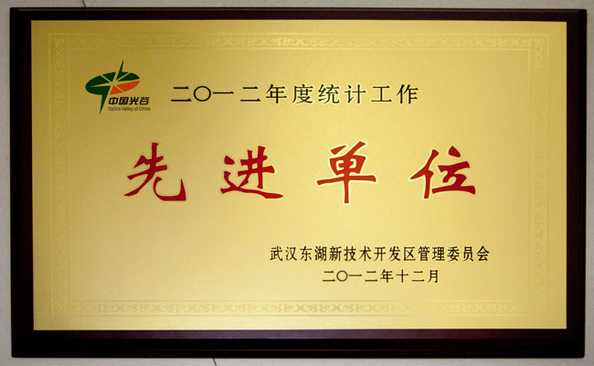 中国光谷
Optics Valley of China
二〇一二年度统计工作
先进单位
武汉东湖新技术开发区管理委员会
二〇一二年十二月